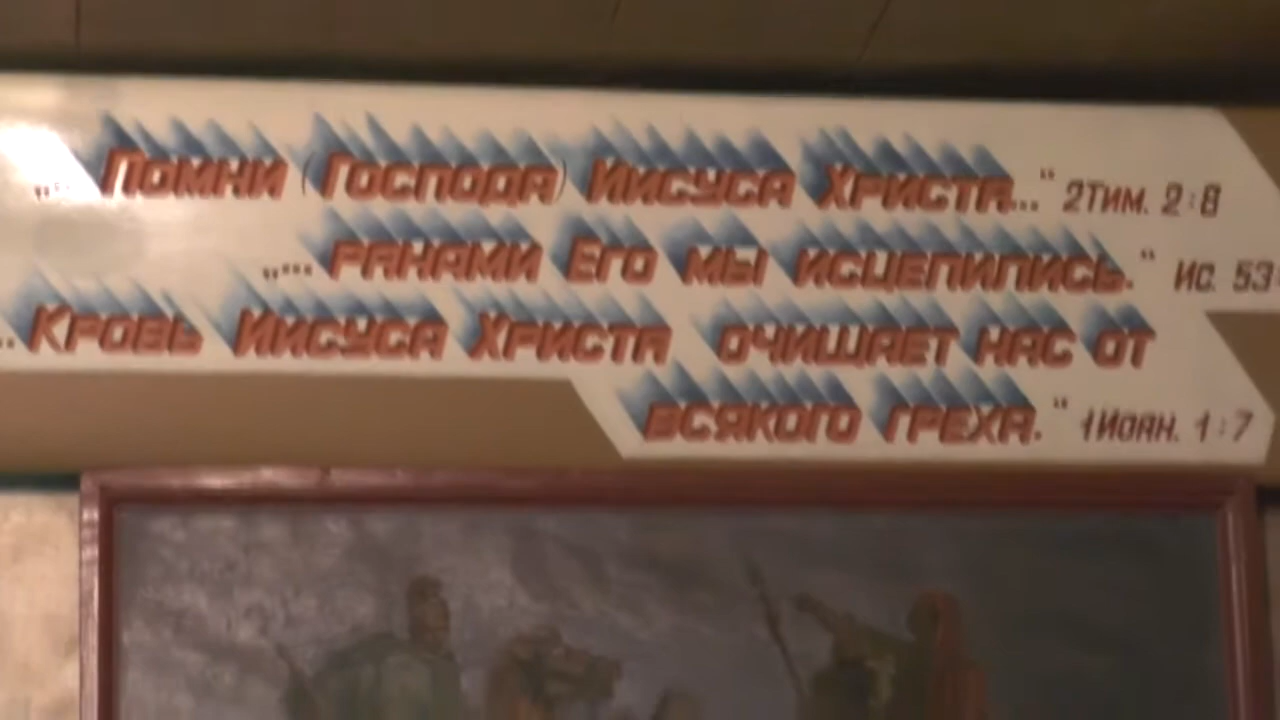 „... Помни (Господа) Иисуса Христа...“ 2Тим. 2:8
„... ранами Его мы исцелились.“ ис. 53:
..Кровь Иисуса Христа очищает нас от
всякого греха.“ 1Иоан. 1:7